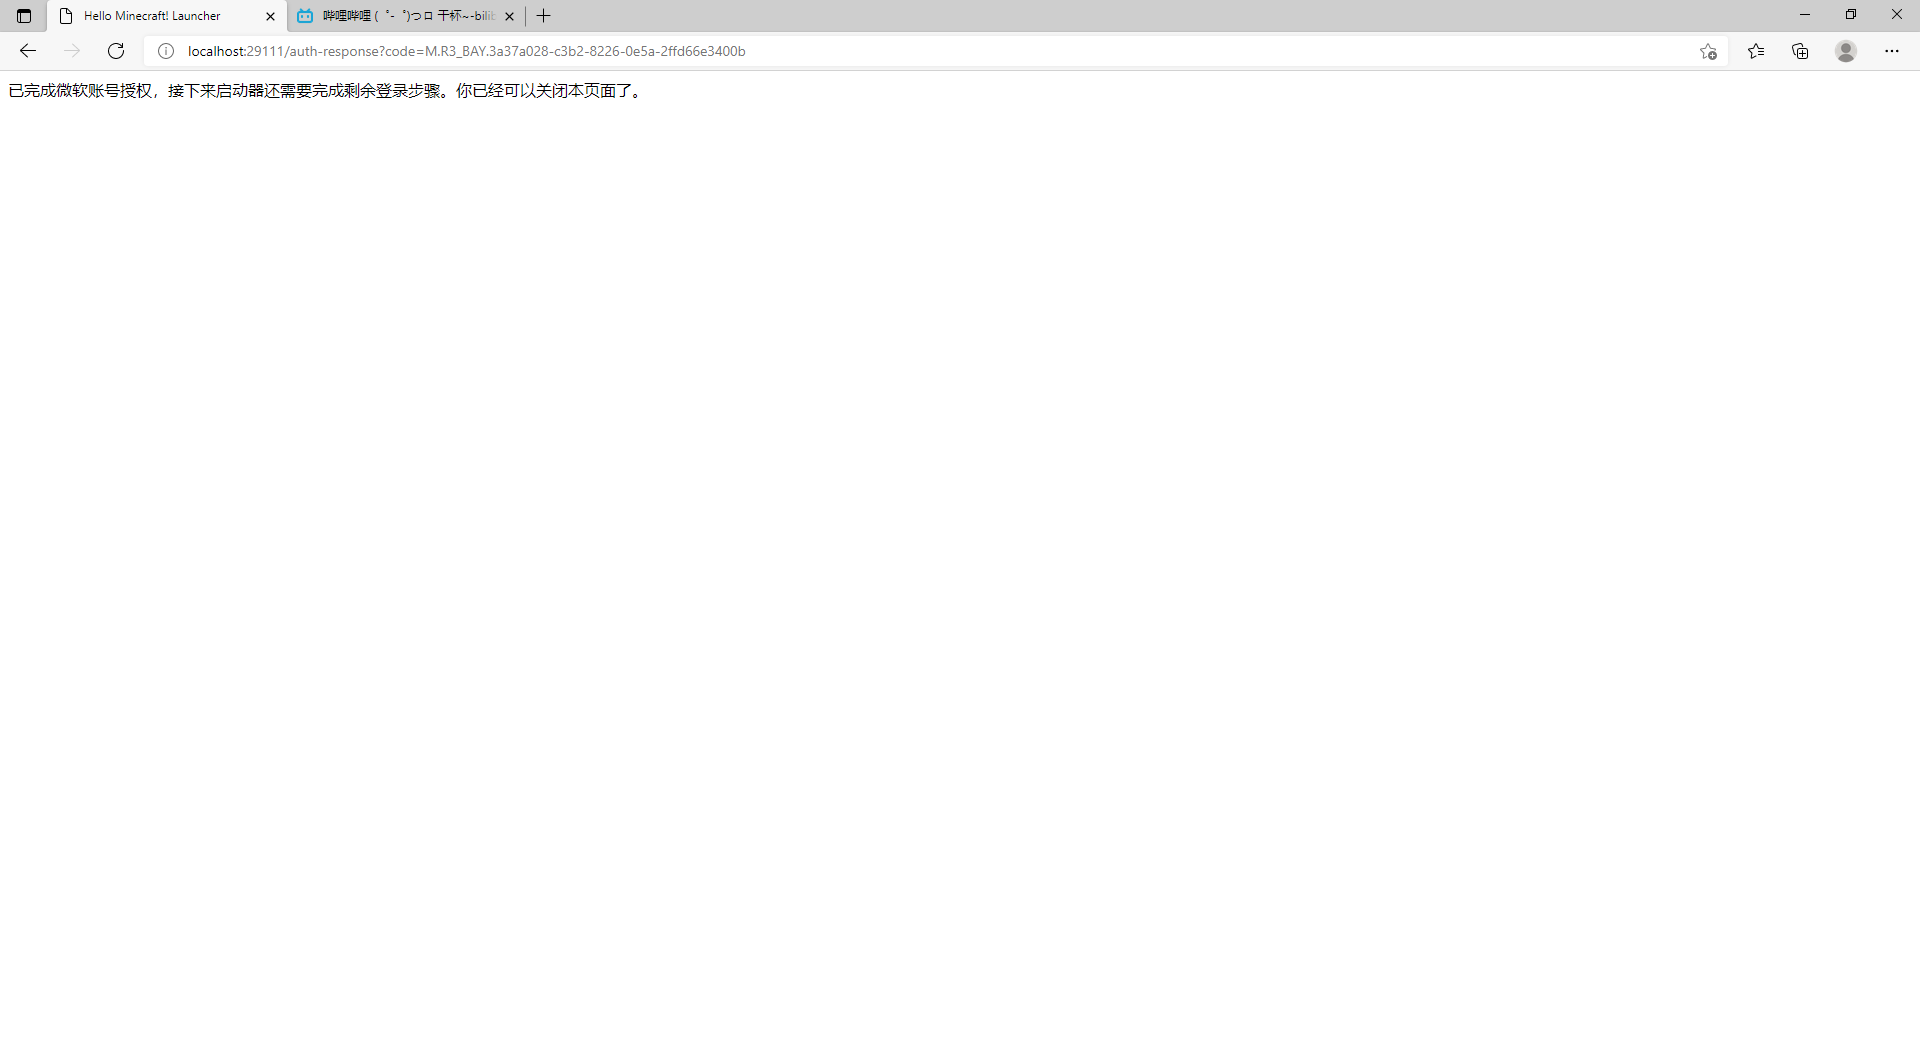 Hello Minecraft! Launcher
哔哩哔哩 (゜-゜)つロ 干杯~-bilib
localhost:29111/auth-response?code=M.R3_BAY.3a37a028-c3b2-8226-0e5a-2ffd66e3400b
已完成微软账号授权，接下来启动器还需要完成剩余登录步骤。你已经可以关闭本页面了。